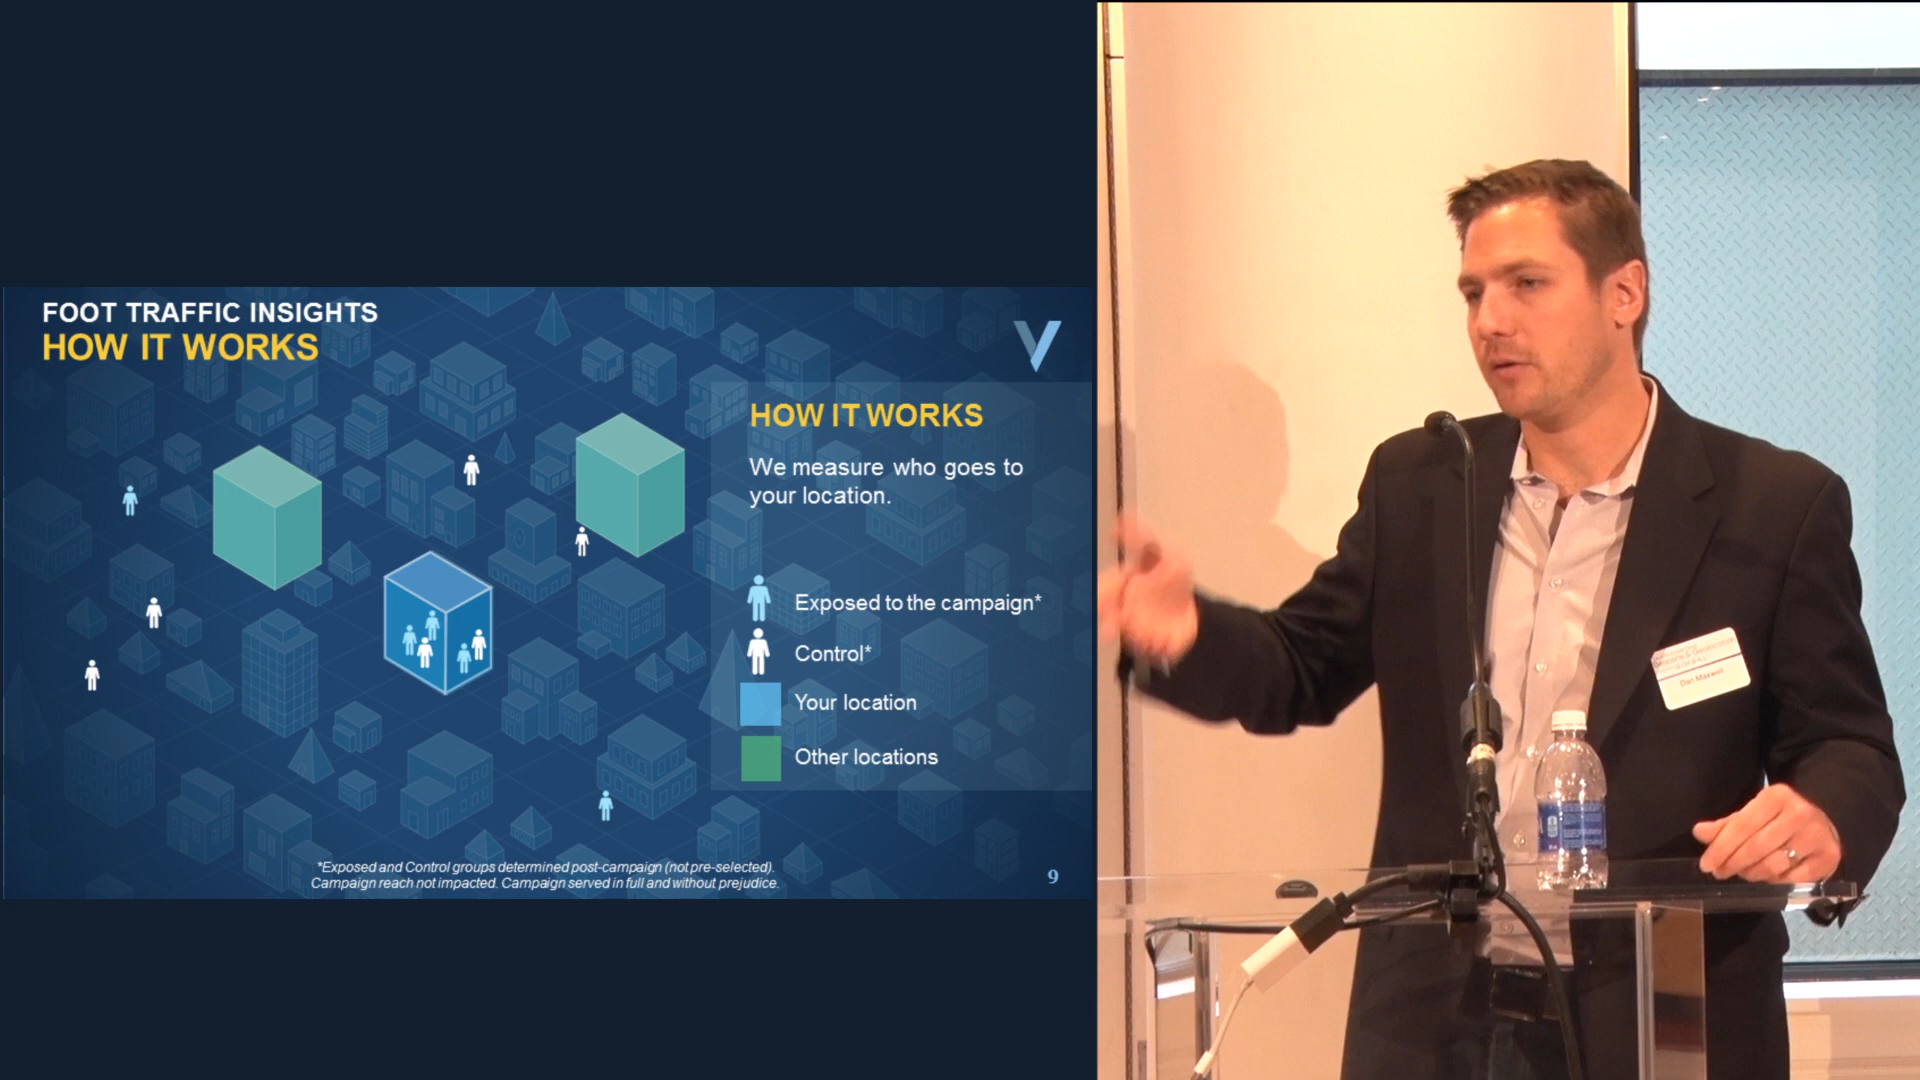 FOOT TRAFFIC INSIGHTS
HOW IT WORKS
HOW IT WORKS
We measure who goes to
your location.
Exposed to the campaign*
Control*
Your location
Other locations
*Exposed and Control groups determined post-campaign (not pre-selected).
Campaign reach not impacted. Campaign served in full and without prejudice.
9
Dan Maxwell